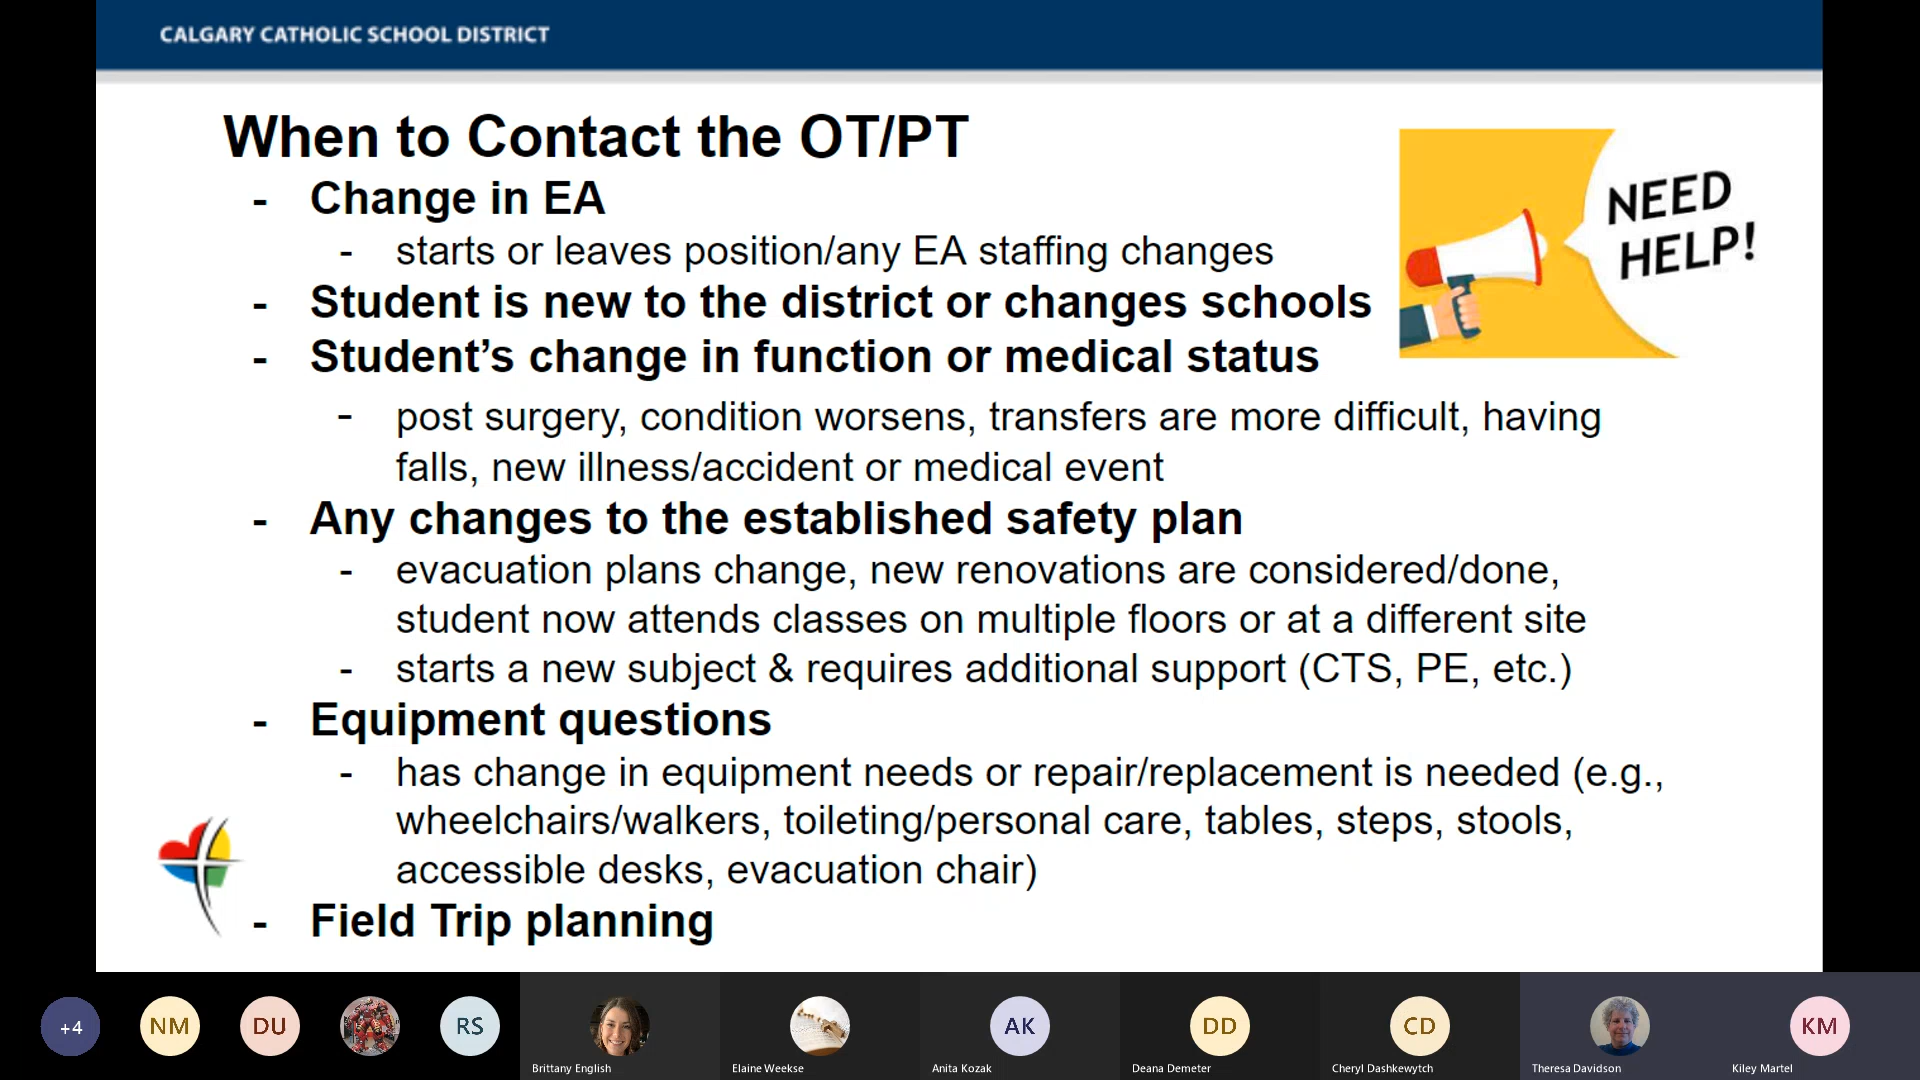 CALGARY CATHOLIC SCHOOL DISTRICT
When to Contact the OT/PT
- Change in EA
- starts or leaves position/any EA staffing changes
- Student is new to the district or changes schools
- Student’s change in function or medical status
- post surgery, condition worsens, transfers are more difficult, having
falls, new illness/accident or medical event
- Any changes to the established safety plan
- evacuation plans change, new renovations are considered/done,
student now attends classes on multiple floors or at a different site
- starts a new subject & requires additional support (CTS, PE, etc.)
- Equipment questions
- has change in equipment needs or repair/replacement is needed (e.g.,
wheelchairs/walkers, toileting/personal care, tables, steps, stools,
accessible desks, evacuation chair)
- Field Trip planning
NEED
HELP!
+4
NM
DU
RS
Brittany English
Elaine Weekse
AK
Anita Kozak
DD
Deana Demeter
CD
Cheryl Dashkewytch
Theresa Davidson
KM
Kiley Martel